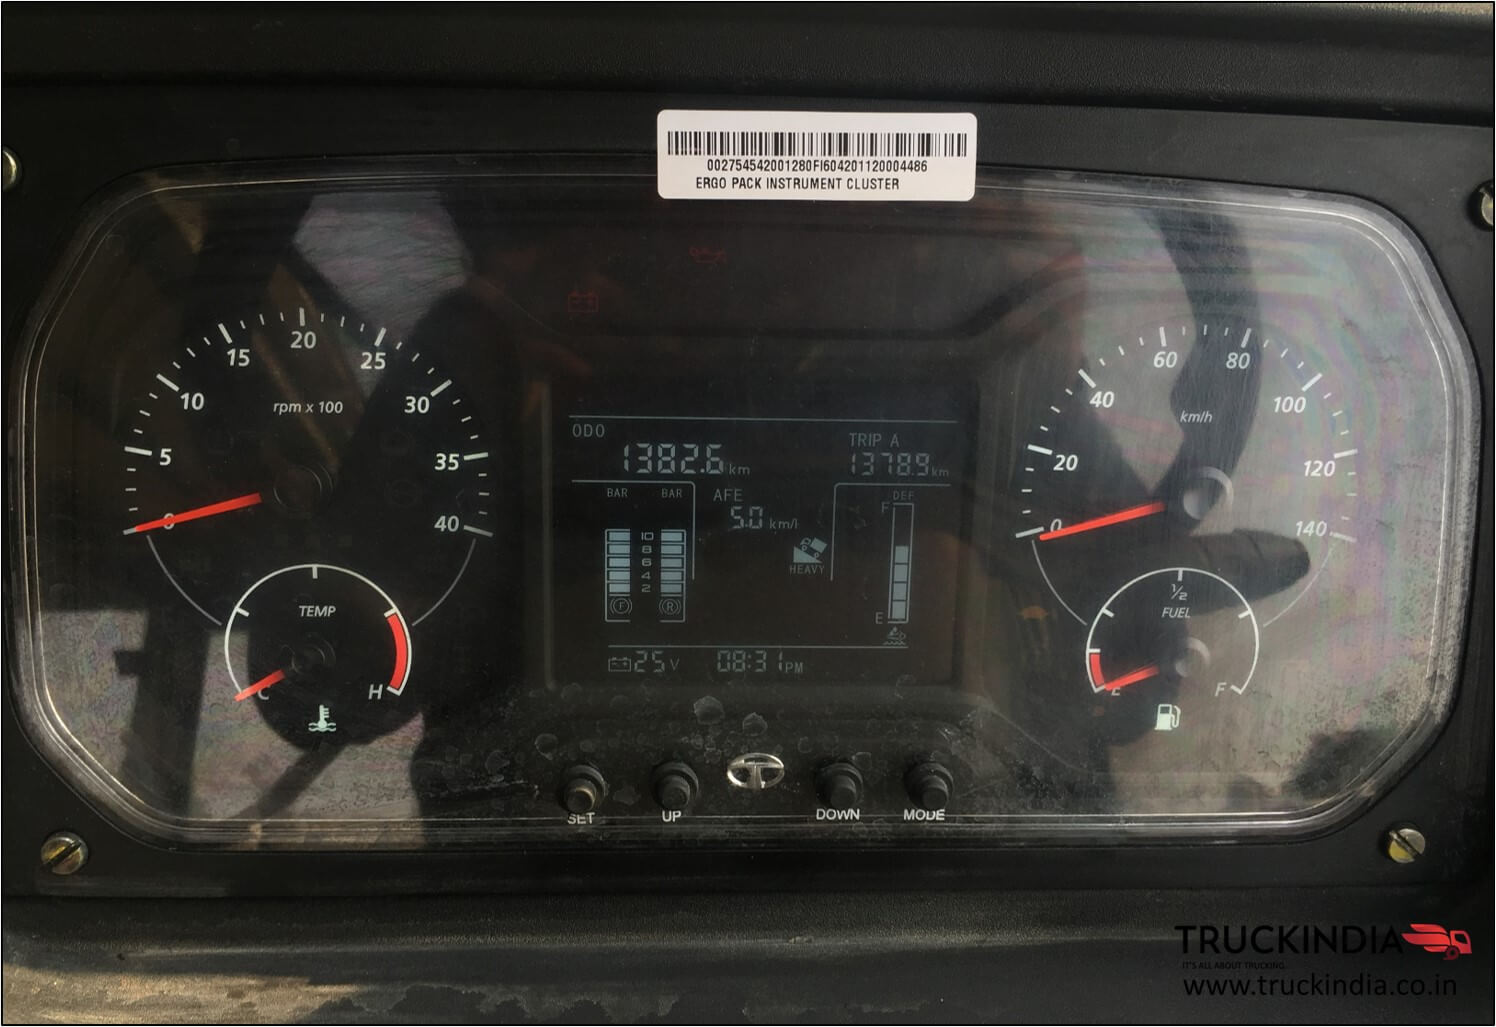 002754542001280FI604201120004486
ERGO PACK INSTRUMENT CLUSTER
0 5 10 15 20 25 30 35 40
rpm x 100
TEMP
C H
ODO
1382.6 km
TRIP A
1378.9 km
BAR BAR
AFE
5.0 km/l
10
8
6
4
2
F R
HEAVY
DEF
F
E
25 V 08:31 PM
0 20 40 60 80 100 120 140
km/h
1/2
FUEL
E F
SET UP DOWN MODE
TRUCKINDIA
IT'S ALL ABOUT TRUCKING...
www.truckindia.co.in